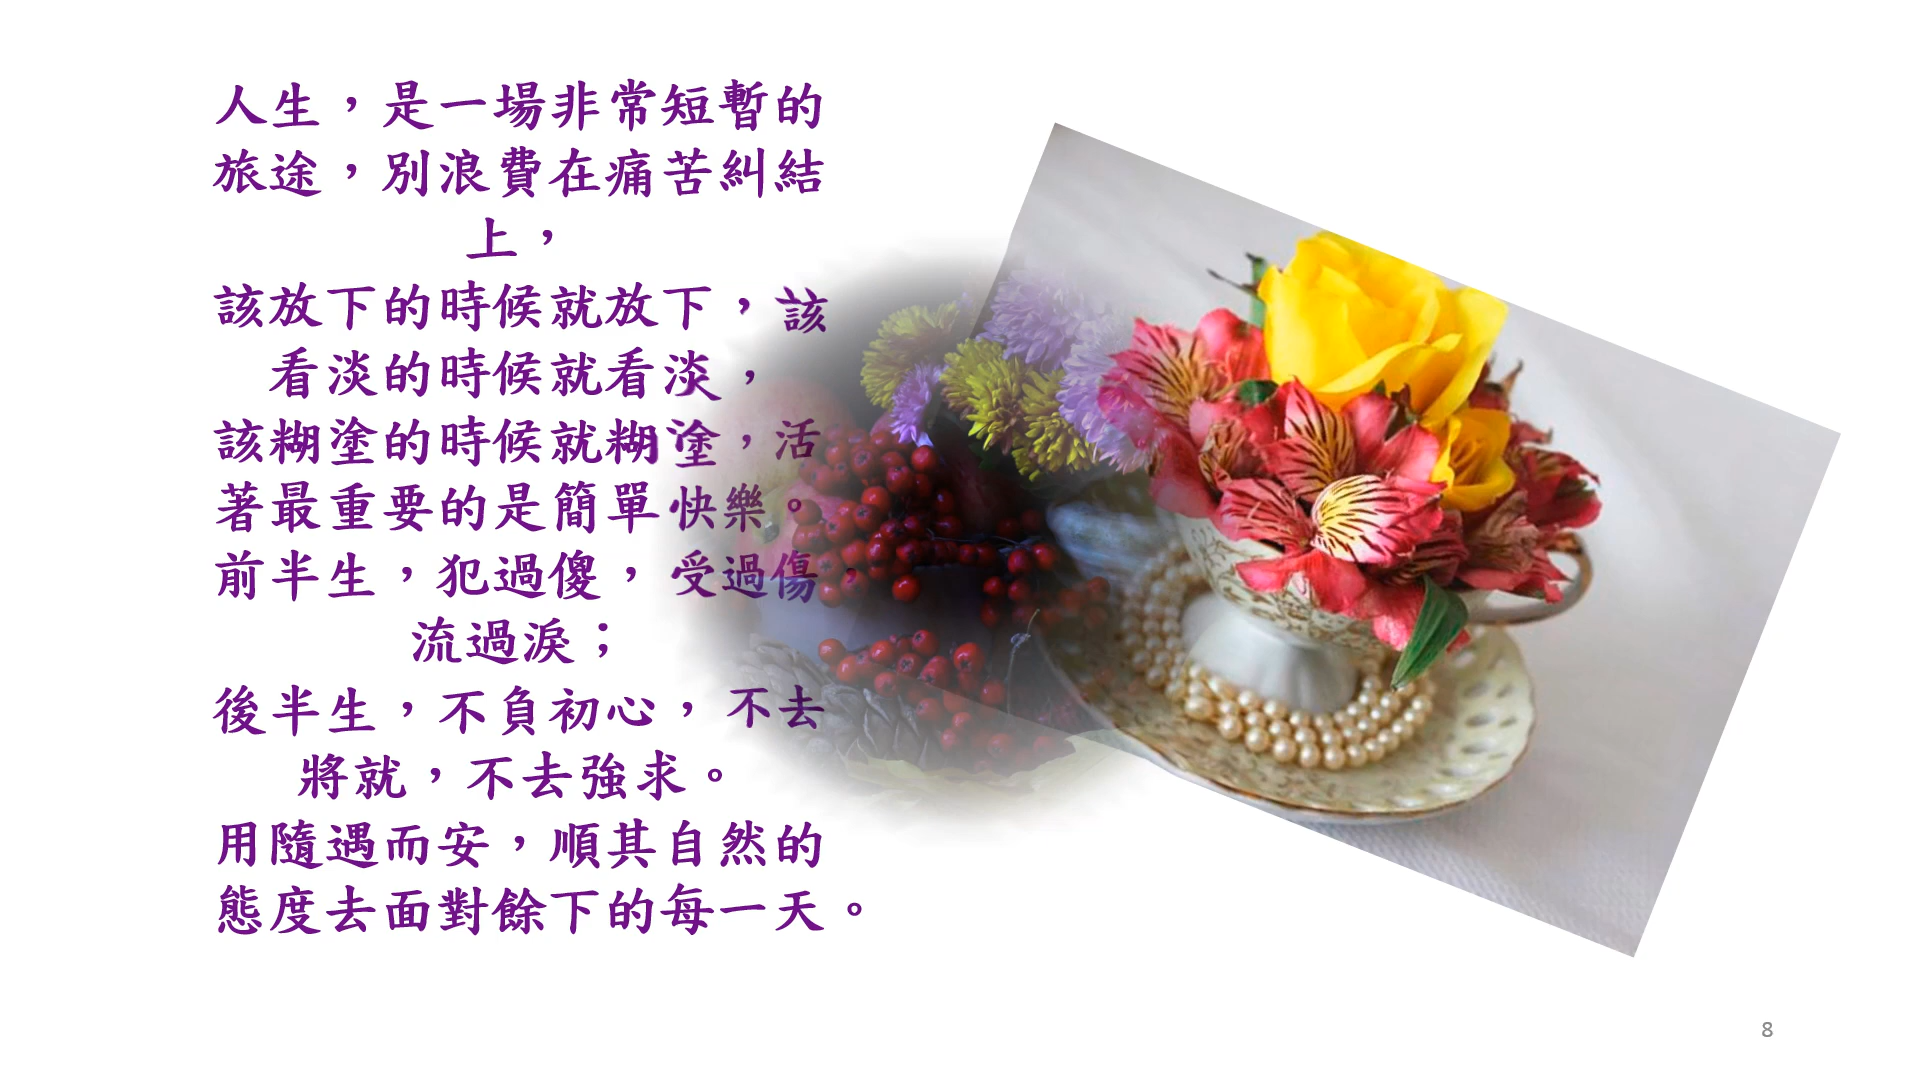 人生，是一場非常短暫的
旅途，別浪費在痛苦糾結
上，
該放下的時候就放下，該
看淡的時候就看淡，
該糊塗的時候就糊塗，活
著最重要的是簡單快樂。
前半生，犯過傻，受過傷，
流過淚；
後半生，不負初心，不去
將就，不去強求。
用隨遇而安，順其自然的
態度去面對餘下的每一天。
8